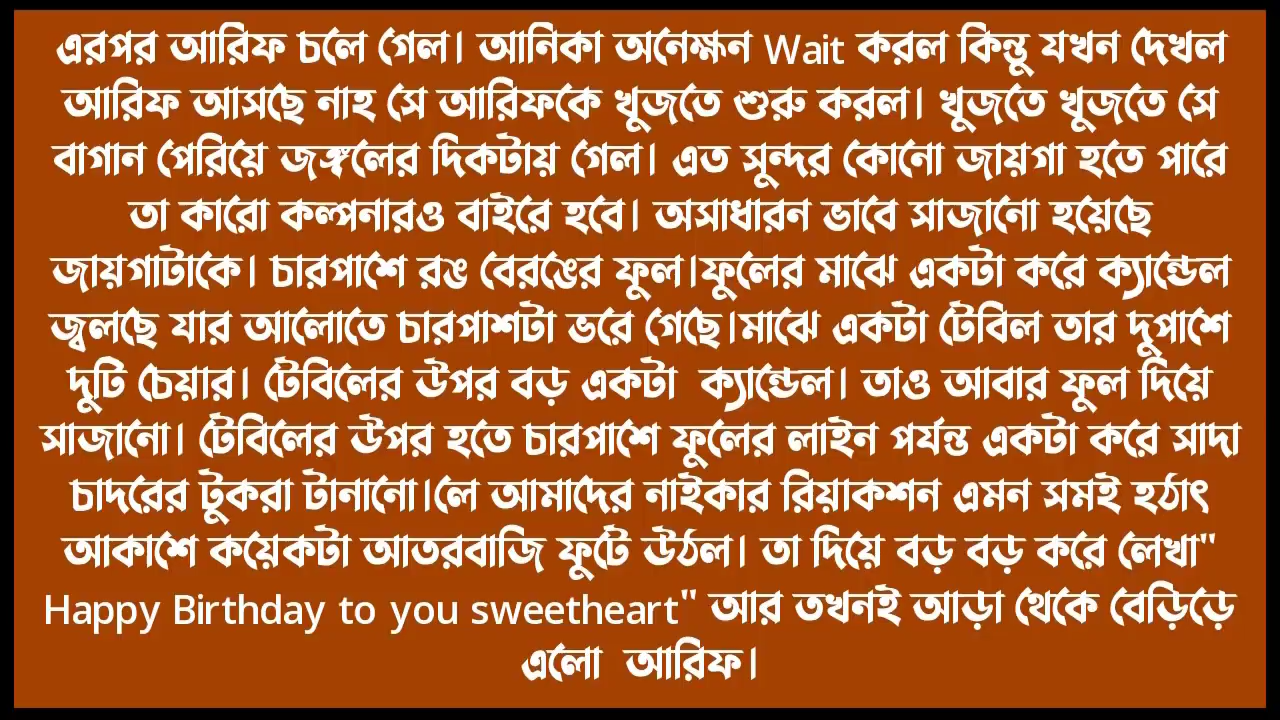 এরপর আরিফ চলে গেল। আনিকা অনেক্ষন Wait করল কিন্তু যখন দেখল
আরিফ আসছে নাহ সে আরিফকে খুজতে শুরু করল। খুজতে খুজতে সে
বাগান পেরিয়ে জঙ্গলের দিকটায় গেল। এত সুন্দর কোনো জায়গা হতে পারে
তা কারো কল্পনারও বাইরে হবে। অসাধারন ভাবে সাজানো হয়েছে
জায়গাটাকে। চারপাশে রঙ বেরঙের ফুল।ফুলের মাঝে একটা করে ক্যান্ডেল
জ্বলছে যার আলোতে চারপাশটা ভরে গেছে।মাঝে একটা টেবিল তার দুপাশে
দুটি চেয়ার। টেবিলের উপর বড় একটা ক্যান্ডেল। তাও আবার ফুল দিয়ে
সাজানো। টেবিলের উপর হতে চারপাশে ফুলের লাইন পর্যন্ত একটা করে সাদা
চাদরের টুকরা টানানো।লে আমাদের নাইকার রিয়াকশন এমন সমই হঠাৎ
আকাশে কয়েকটা আতরবাজি ফুটে উঠল। তা দিয়ে বড় বড় করে লেখা"
Happy Birthday to you sweetheart" আর তখনই আড়া থেকে বেড়িড়ে
এলো আরিফ।